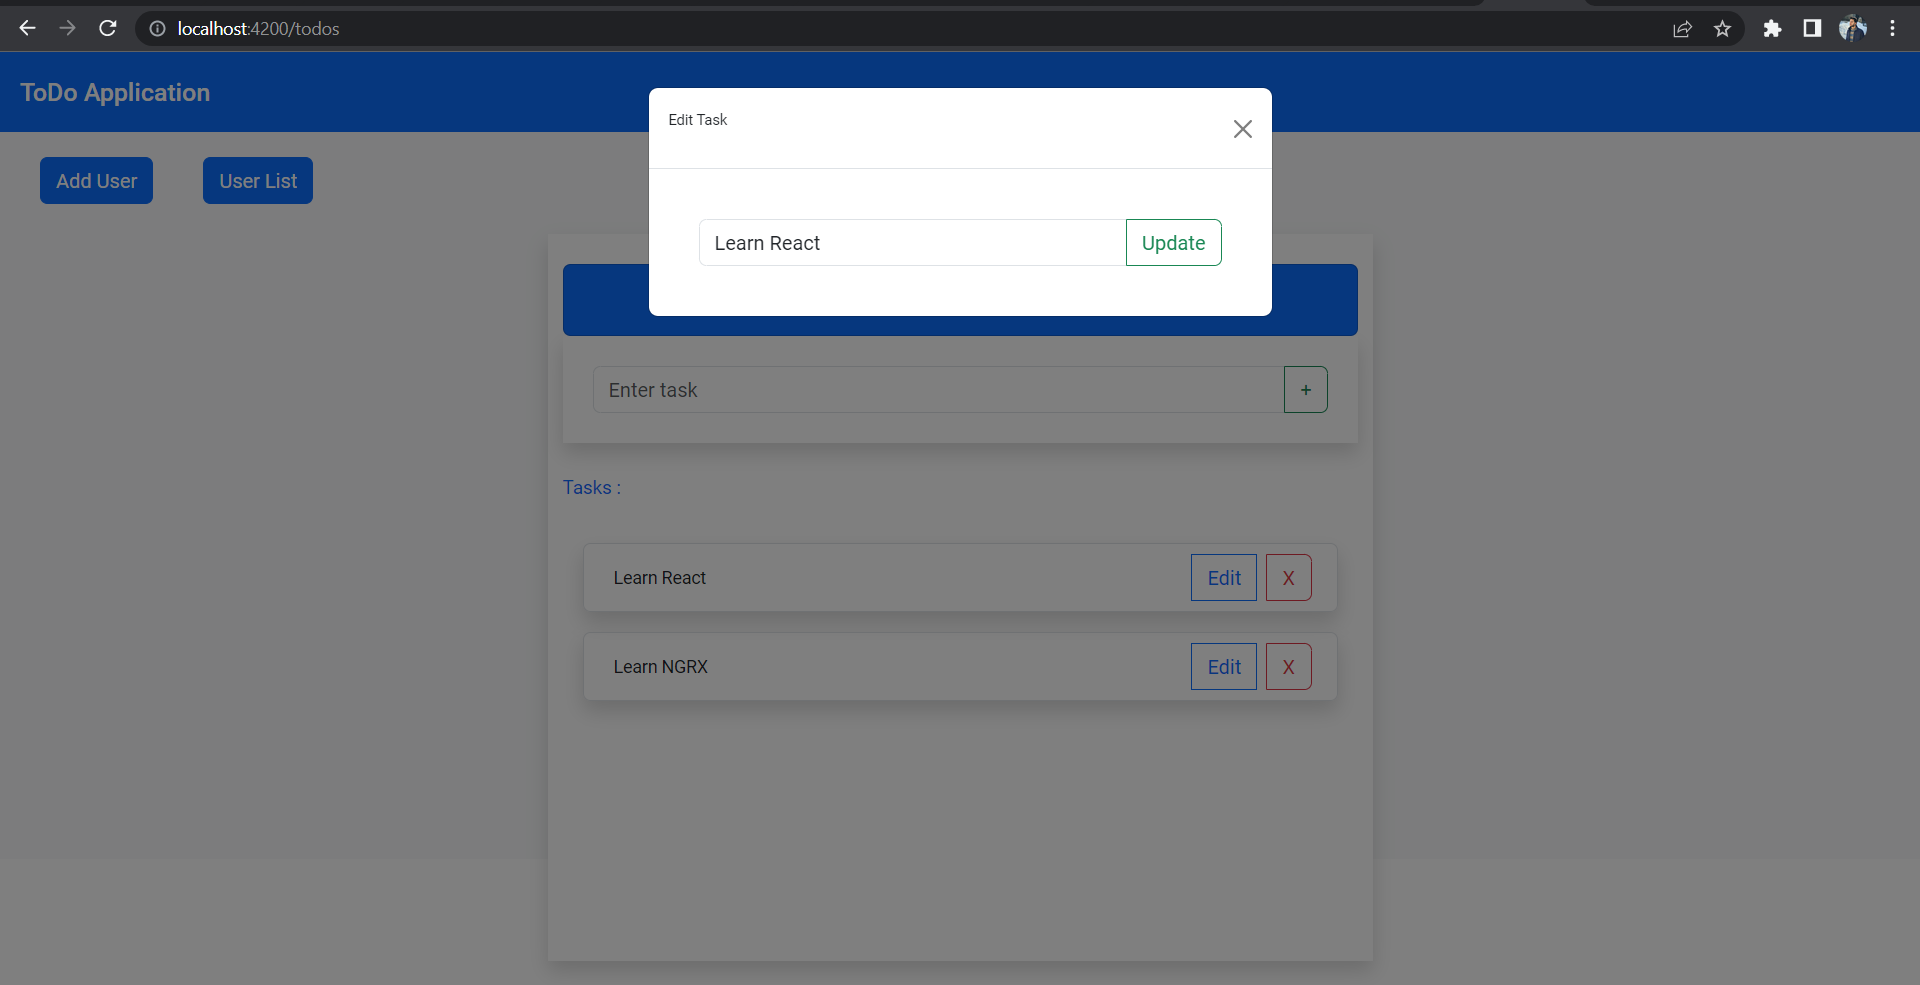 localhost:4200/todos
ToDo Application
Edit Task
Add User User List
Learn React Update
Enter task +
Tasks :
Learn React Edit X
Learn NGRX Edit X